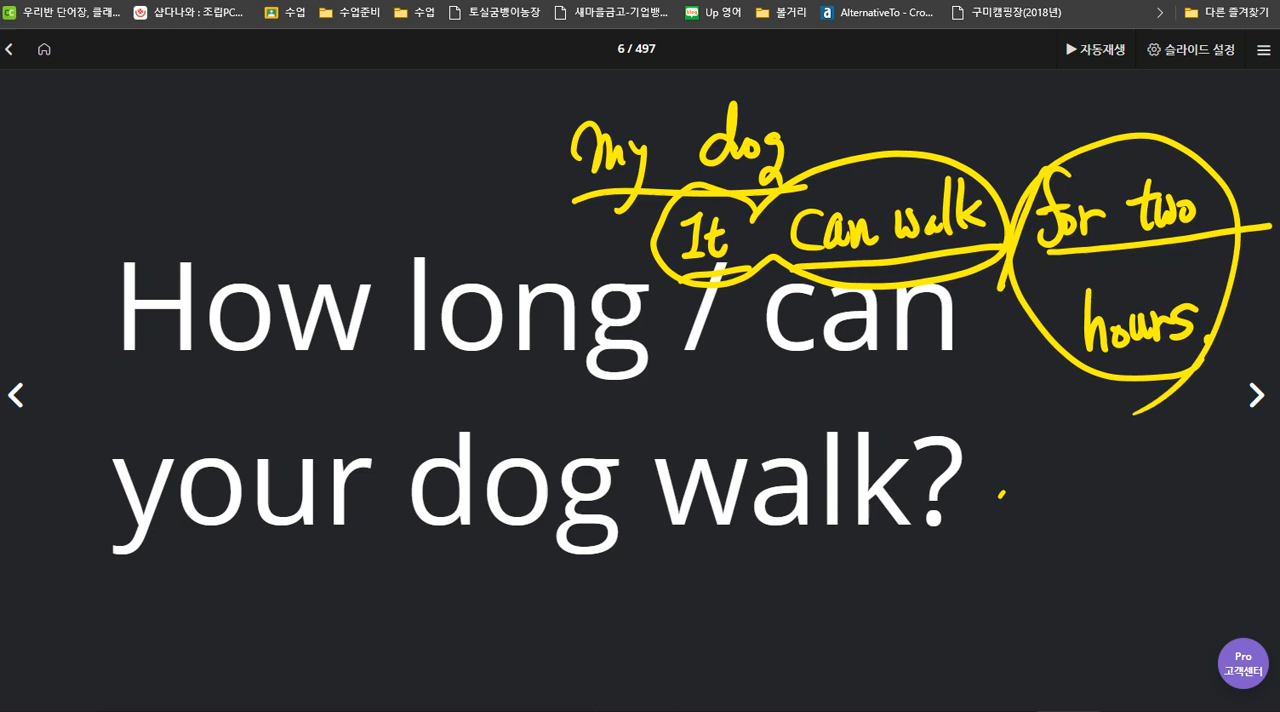 우리반 단어장, 클래... 샵다나와 : 조립PC... 수업 수업준비 수업 토실굼벵이농장 새마을금고-기업뱅... Up 영어 볼거리 AlternativeTo - Cro... 구미캠핑장(2018년) 다른 즐겨찾기
6 / 497 자동재생 슬라이드 설정
My dog
It can walk for two
hours.
How long / can
your dog walk?
Pro
고객센터